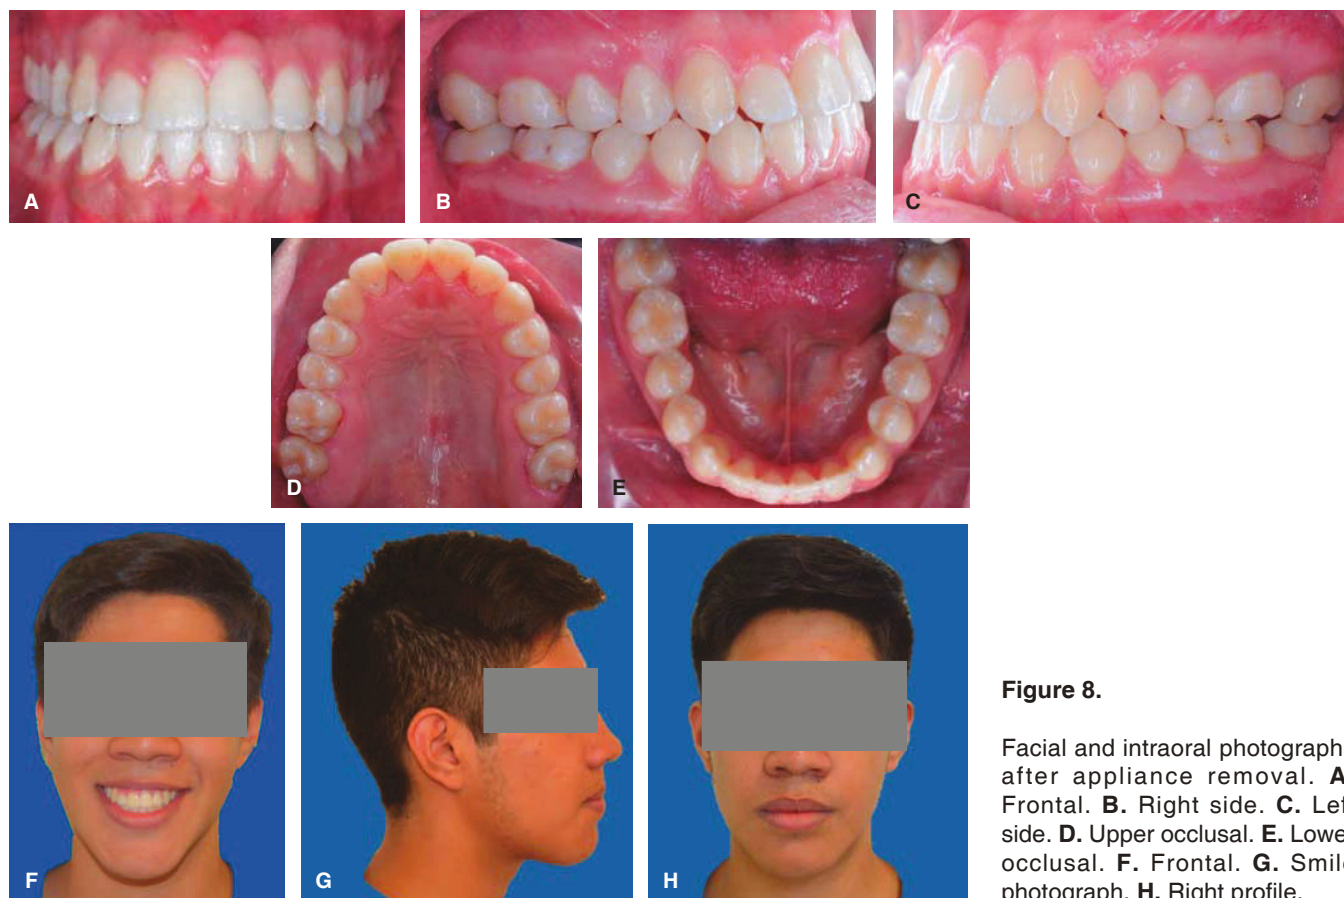 A
B
C
D
E
F
G
H
Figure 8.
Facial and intraoral photograph
after appliance removal. A
Frontal. B. Right side. C. Lef
side. D. Upper occlusal. E. Lowe
occlusal. F. Frontal. G. Smil
photograph. H. Right profile.